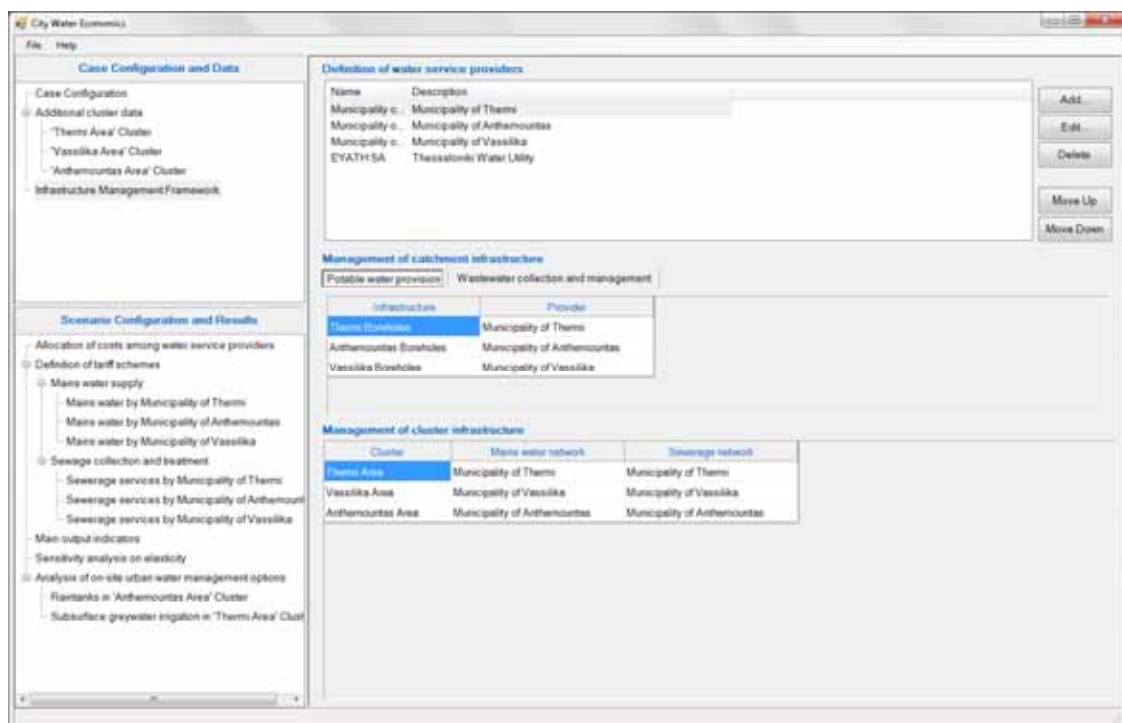 City Water Economics
File Help
Case Configuration and Data
Case Configuration
Additional cluster data
'Thermi Area' Cluster
'Vassilika Area' Cluster
'Anthemountas Area' Cluster
Infrastructure Management Framework
Scenario Configuration and Results
Allocation of costs among water service providers
Definition of tariff schemes
Mains water supply
Mains water by Municipality of Thermi
Mains water by Municipality of Anthemountas
Mains water by Municipality of Vassilika
Sewage collection and treatment
Sewerage services by Municipality of Thermi
Sewerage services by Municipality of Anthemount
Sewerage services by Municipality of Vassilika
Main output indicators
Sensitivity analysis on elasticity
Analysis of on-site urban water management options
Raintanks in 'Anthemountas Area' Cluster
Subsurface greywater irrigation in 'Thermi Area' Clust
Definition of water service providers
Name Description
Municipality o... Municipality of Thermi
Municipality o... Municipality of Anthemountas
Municipality o... Municipality of Vassilika
EYATH SA Thessaloniki Water Utility
Add...
Edit...
Delete
Move Up
Move Down
Management of catchment infrastructure
Potable water provision Wastewater collection and management
Infrastructure Provider
Thermi Boreholes Municipality of Thermi
Anthemountas Boreholes Municipality of Anthemountas
Vassilika Boreholes Municipality of Vassilika
Management of cluster infrastructure
Cluster Mains water network Sewerage network
Thermi Area Municipality of Thermi Municipality of Thermi
Vassilika Area Municipality of Vassilika Municipality of Vassilika
Anthemountas Area Municipality of Anthemountas Municipality of Anthemountas